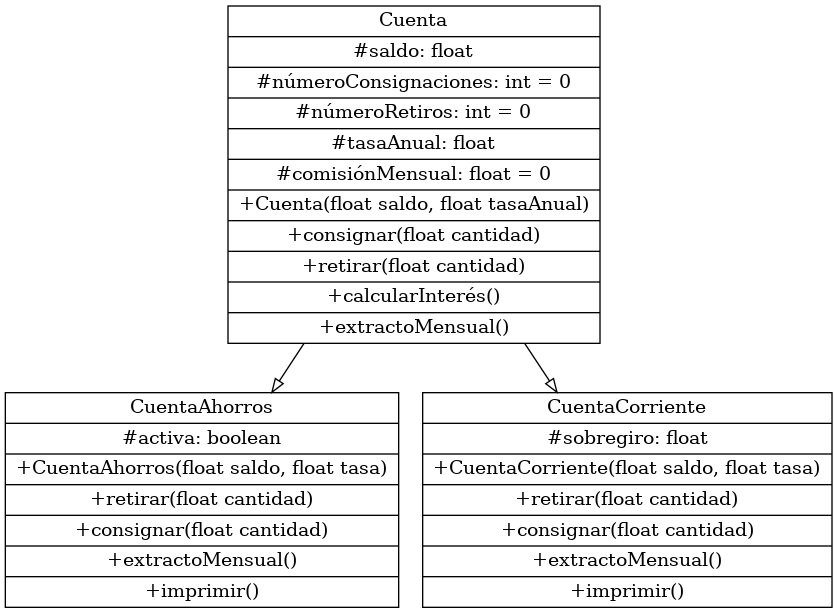 Cuenta
#saldo: float
#númeroConsignaciones: int = 0
#númeroRetiros: int = 0
#tasaAnual: float
#comisiónMensual: float = 0
+Cuenta(float saldo, float tasaAnual)
+consignar(float cantidad)
+retirar(float cantidad)
+calcularInterés()
+extractoMensual()
CuentaAhorros
#activa: boolean
+CuentaAhorros(float saldo, float tasa)
+retirar(float cantidad)
+consignar(float cantidad)
+extractoMensual()
+imprimir()
CuentaCorriente
#sobregiro: float
+CuentaCorriente(float saldo, float tasa)
+retirar(float cantidad)
+consignar(float cantidad)
+extractoMensual()
+imprimir()